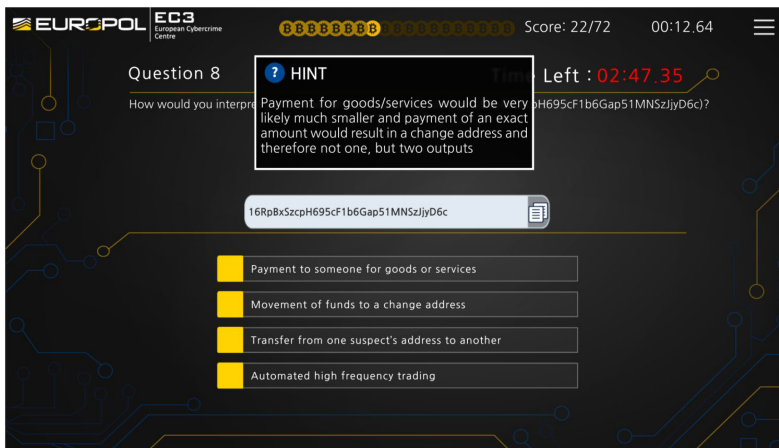 EUROPOL
EC3
European Cybercrime
Centre
Score: 22/72
00:12.64
Question 8
? HINT
Left : 02:47.35
How would you interpre
pH695cF1b6Gap51MNSzJjyD6c)?
Payment for goods/services would be very
likely much smaller and payment of an exact
amount would result in a change address and
therefore not one, but two outputs
16RpBxSzcpH695cF1b6Gap51MNSzJjyD6c
Payment to someone for goods or services
Movement of funds to a change address
Transfer from one suspect's address to another
Automated high frequency trading